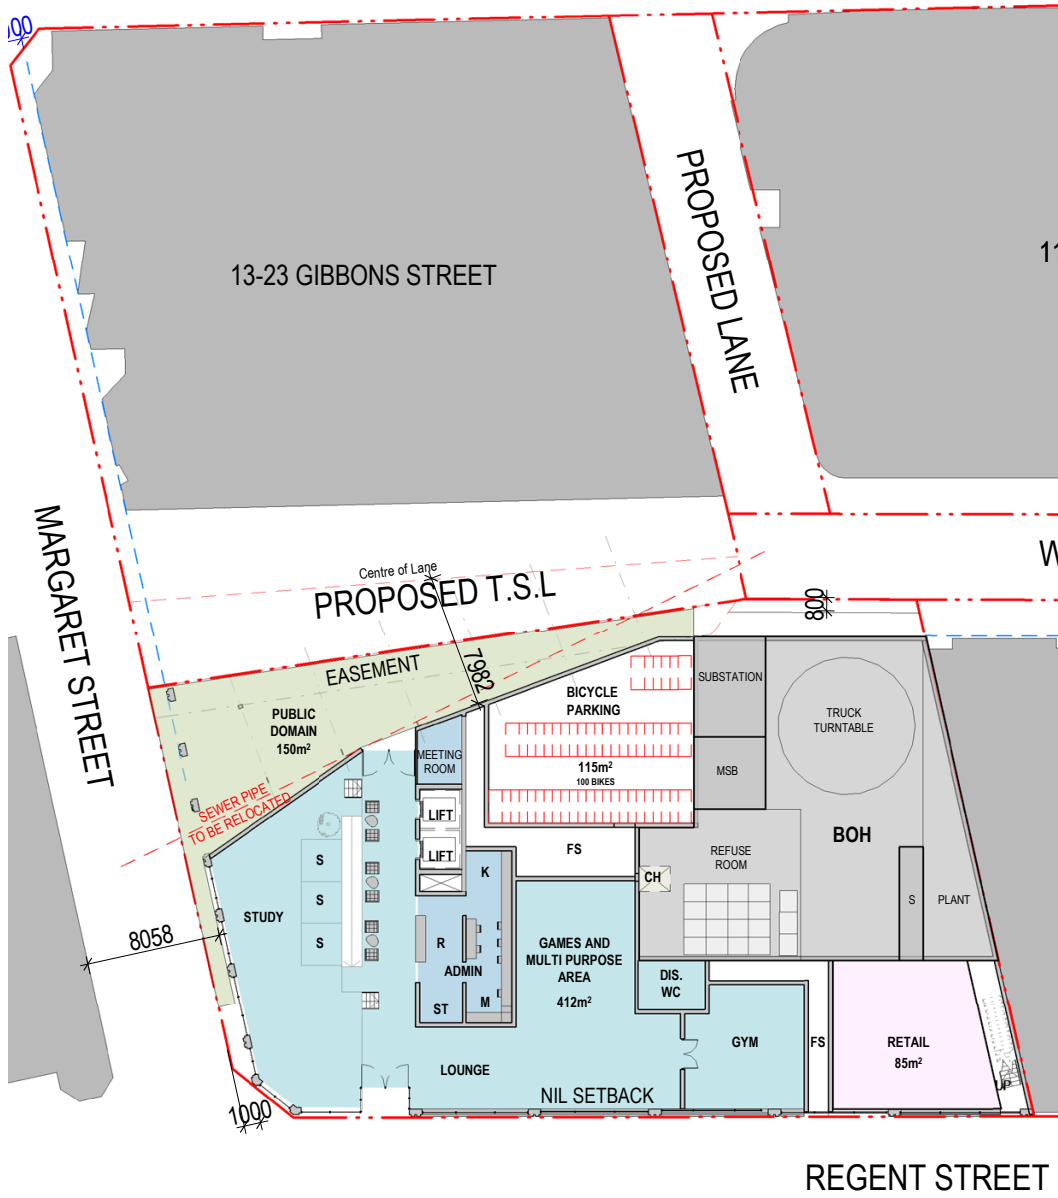 13-23 GIBBONS STREET
PROPOSED LANE
11
MARGARET STREET
Centre of Lane
PROPOSED T.S.L
W
800
EASEMENT
7982
PUBLIC
DOMAIN
150m²
BICYCLE
PARKING
115m²
100 BIKES
SUBSTATION
TRUCK
TURNTABLE
MEETING
ROOM
MSB
SEWER PIPE
TO BE RELOCATED
LIFT
LIFT
BOH
FS
REFUSE
ROOM
S
S
S
K
CH
S
PLANT
STUDY
8058
R
ADMIN
ST
M
GAMES AND
MULTI PURPOSE
AREA
412m²
DIS.
WC
GYM
FS
RETAIL
85m²
UP
LOUNGE
NIL SETBACK
1000
REGENT STREET